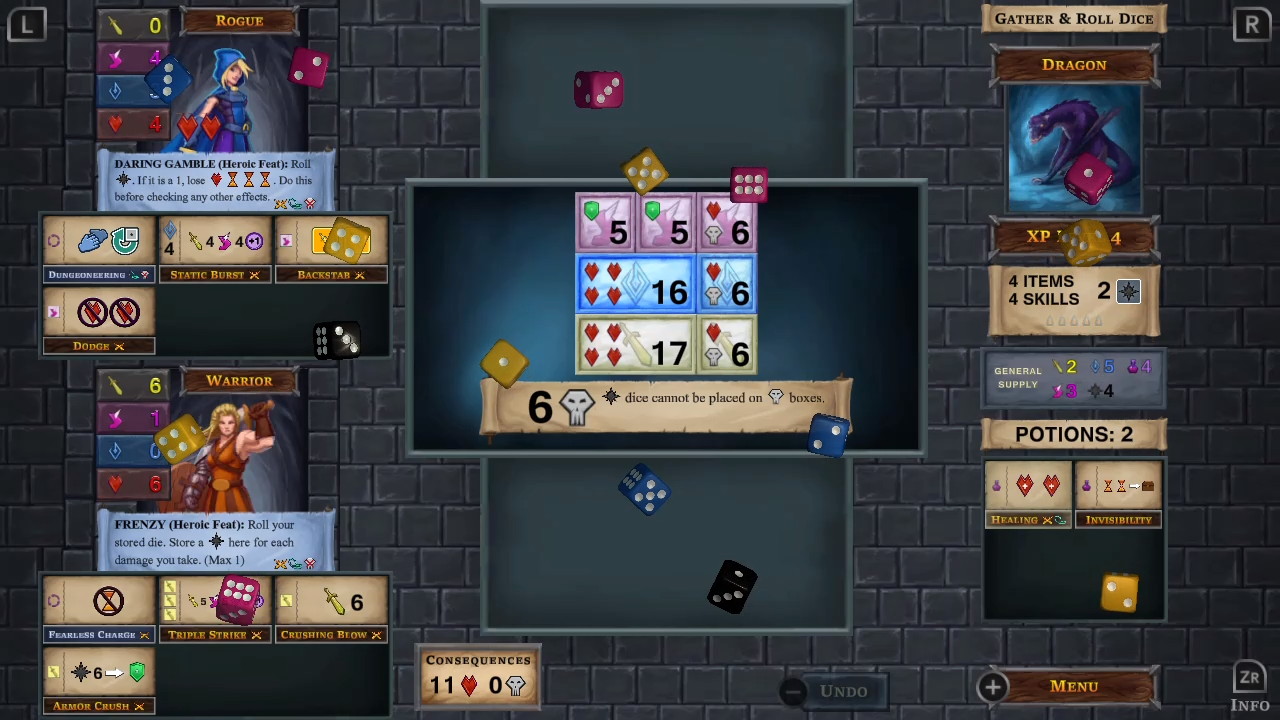 L
ROGUE
0
4
4
DARING GAMBLE (Heroic Feat): Roll
. If it is a 1, lose
. Do this
before checking any other effects.
DUNGEONEERING
4
4 4 +1
STATIC BURST
BACKSTAB
DODGE
WARRIOR
6
1
0
6
FRENZY (Heroic Feat): Roll your
stored die. Store a here for each
damage you take. (Max 1)
FEARLESS CHARGE
5
TRIPLE STRIKE
6
CRUSHING BLOW
6
ARMOR CRUSH
5 5 6
16 6
17 6
6 dice cannot be placed on boxes.
CONSEQUENCES
11 0
UNDO
GATHER & ROLL DICE
R
DRAGON
XP 4
4 ITEMS
4 SKILLS
2
GENERAL
SUPPLY
2 5 4
3 4
POTIONS: 2
HEALING
INVISIBILITY
MENU
ZR
INFO